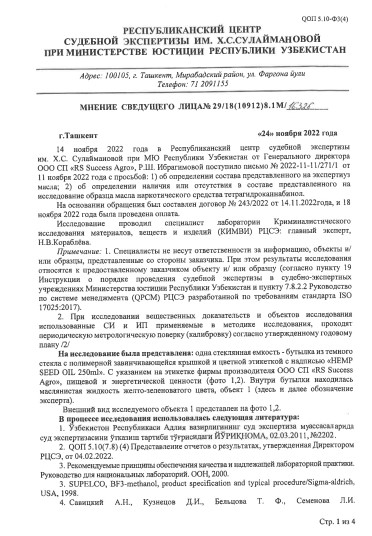 ҚОП 5.10-Ф3(4)
РЕСПУБЛИКАНСКИЙ ЦЕНТР
СУДЕБНОЙ ЭКСПЕРТИЗЫ ИМ. Х.С.СУЛАЙМАНОВОЙ
ПРИ МИНИСТЕРСТВЕ ЮСТИЦИИ РЕСПУБЛИКИ УЗБЕКИСТАН
Адрес: 100105, г. Ташкент, Мирабадский район, ул. Фаргона йули
Телефон: 71 2091155
МНЕНИЕ СВЕДУЩЕГО ЛИЦА№ 29/18(10912)8.1М/
г.Ташкент
«24» ноября 2022 года
14 ноября 2022 года в Республиканский центр судебной экспертизы
им. Х.С. Сулаймановой при МЮ Республики Узбекистан от Генерального директора
ООО СП «RS Success Agro», Р.Ш. Ибрагимовой поступило письмо № 2022-11-11/271/1 от
11 ноября 2022 года с просьбой: 1) об определении состава представленного на экспертизу
масла; 2) об определении наличия или отсутствия в составе представленного на
исследование образца масла наркотического средства тетрагидроканнабинол.
На основании обращения был составлен договор № 243/2022 от 14.11.2022года, и 18
ноября 2022 года была проведена оплата.
Исследование проводил специалист лаборатории Криминалистического
исследования материалов, веществ и изделий (КИМВИ) РЦСЭ: главный эксперт,
Н.В.Кораблёва.
Примечание: 1. Специалисты не несут ответственности за информацию, объекты и/
или образцы, представленные со стороны заказчика. При этом результаты исследования
относятся к предоставленному заказчиком объекту и/ или образцу (согласно пункту 19
Инструкции о порядке проведения судебной экспертизы в судебно-экспертных
учреждениях Министерством юстиции Республики Узбекистан и пункту 7.8.2.2 Руководство
по системе менеджмента (QPCM) РЦСЭ разработанной по требованиям стандарта ISO
17025:2017).
2. При исследовании вещественных доказательств и объектов исследования
использованные СИ и ИП применяемые в методике исследования, проходят
периодическую метрологическую поверку (калибровку) согласно утвержденному годовому
плану /2/
На исследование была представлена: одна стеклянная емкость - бутылка из темного
стекла с полимерной завинчивающейся крышкой и цветной этикеткой с надписью «HEMP
SEED OIL 250ml». С указанием на этикетке фирмы производителя ООО СП «RS Success
Agro», пищевой и энергетической ценности (фото 1,2). Внутри бутылки находилась
маслянистая жидкость желто-зеленоватого цвета, объект 1 (здесь и далее обозначение
эксперта).
Внешний вид исследуемого объекта 1 представлен на фото 1,2.
В процессе исследования использовалась следующая литература:
1. Ўзбекистон Республикаси Адлия вазирлигининг суд экспертиза муассасаларида
суд экспертизасини ўтказиш тартиби тўғрисидаги ЙЎРИҚНОМА, 02.03.2011, №2202.
2. QОП 5.10(7.8) (4) Представление отчетов о результатах, утвержденная Директором
РЦСЭ, от 04.02.2022.
3. Рекомендуемые принципы обеспечения качества и надлежащей лабораторной практики.
Руководство для национальных лабораторий. ООН, 2000.
3. SUPELCO, BF3-methanol, product specification and typical procedure/Sigma-aldrich,
USA, 1998.
4. Савицкий А.Н., Кузнецов Д.И., Бельцова Т. Ф., Семенова Л.И.
Стр. 1 из 4